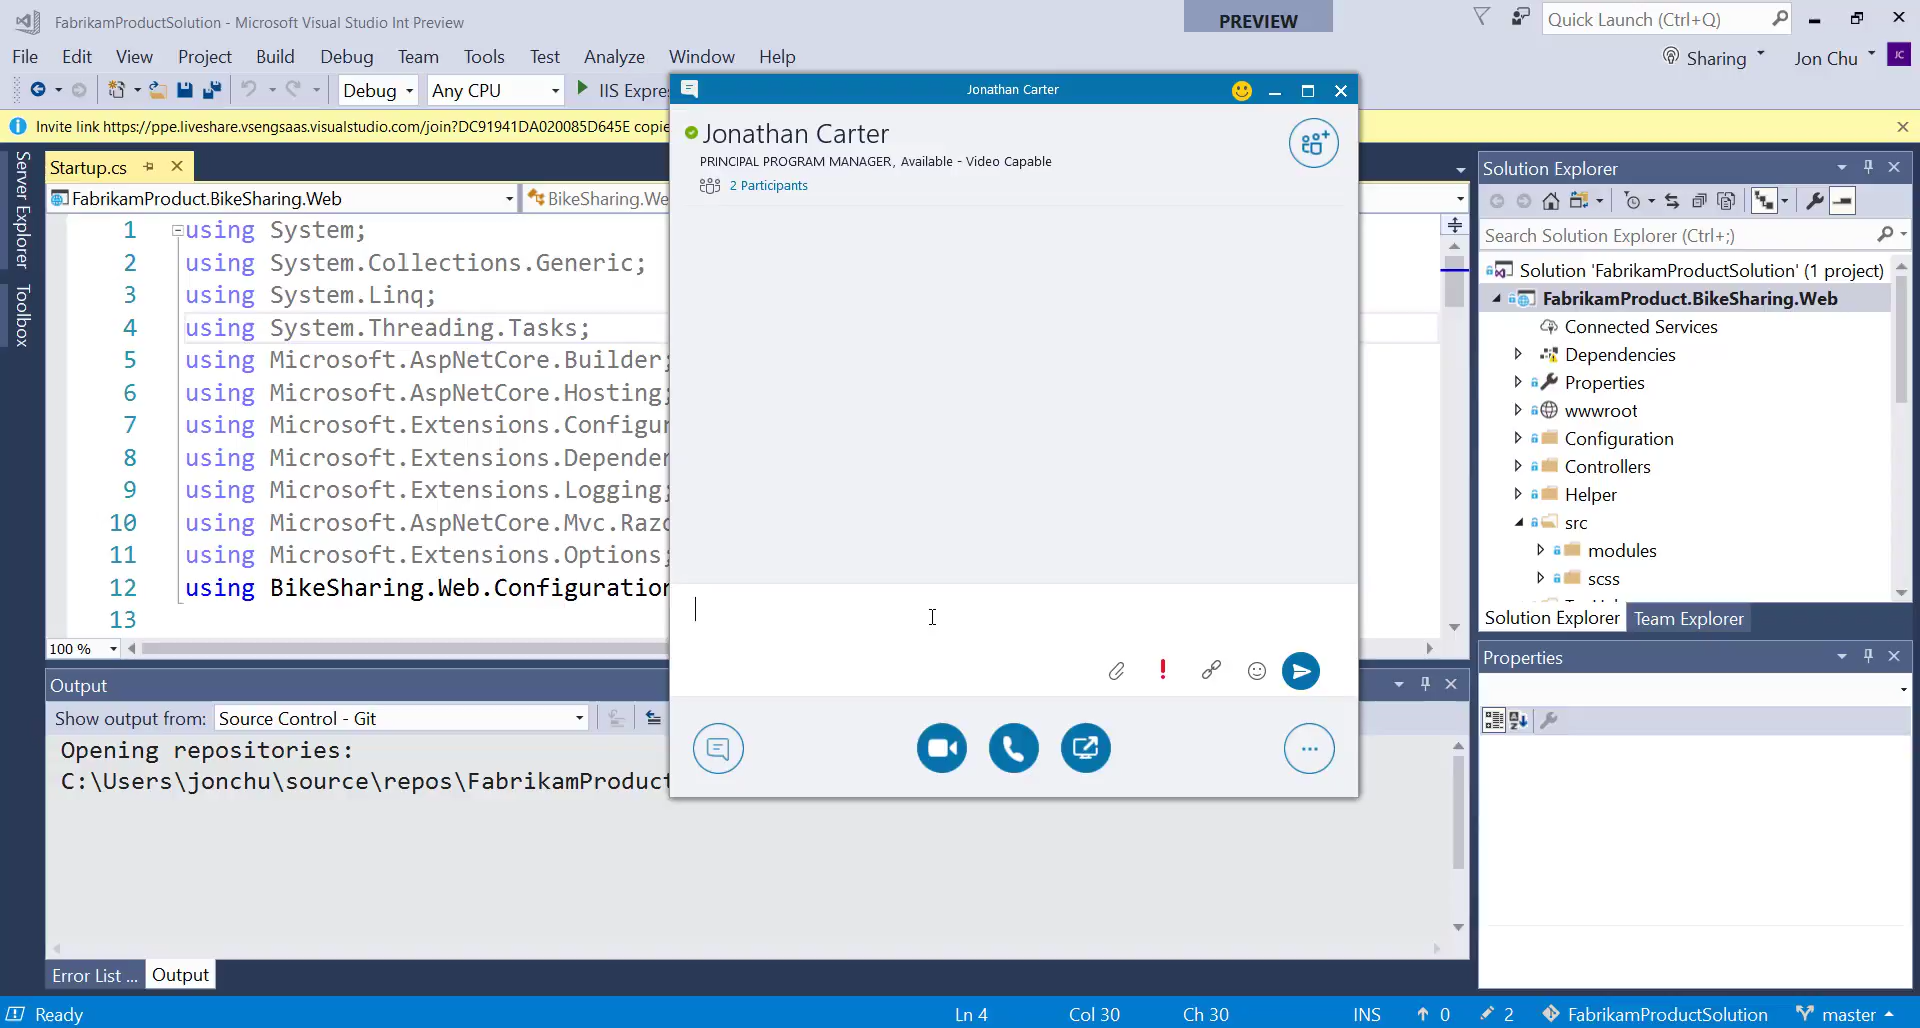 FabrikamProductSolution - Microsoft Visual Studio Int Preview
PREVIEW
Quick Launch (Ctrl+Q)
File Edit View Project Build Debug Team Tools Test Analyze Window Help
Sharing
Jon Chu
JC
Debug
Any CPU
IIS Expre
Invite link https://ppe.liveshare.vsengsaas.visualstudio.com/join?DC91941DA020085D645E copie
Server Explorer
Toolbox
Startup.cs
FabrikamProduct.BikeSharing.Web
BikeSharing.We
1 using System;
2 using System.Collections.Generic;
3 using System.Linq;
4 using System.Threading.Tasks;
5 using Microsoft.AspNetCore.Builder;
6 using Microsoft.AspNetCore.Hosting;
7 using Microsoft.Extensions.Configur
8 using Microsoft.Extensions.Depender
9 using Microsoft.Extensions.Logging;
10 using Microsoft.AspNetCore.Mvc.Razo
11 using Microsoft.Extensions.Options;
12 using BikeSharing.Web.Configuration
13
100 %
Jonathan Carter
Jonathan Carter
PRINCIPAL PROGRAM MANAGER, Available - Video Capable
2 Participants
Solution Explorer
Search Solution Explorer (Ctrl+;)
Solution 'FabrikamProductSolution' (1 project)
FabrikamProduct.BikeSharing.Web
Connected Services
Dependencies
Properties
wwwroot
Configuration
Controllers
Helper
src
modules
scss
Solution Explorer
Team Explorer
Properties
Output
Show output from: Source Control - Git
Opening repositories:
C:\Users\jonchu\source\repos\FabrikamProduct
Error List ...
Output
Ready
Ln 4
Col 30
Ch 30
INS
0
2
FabrikamProductSolution
master